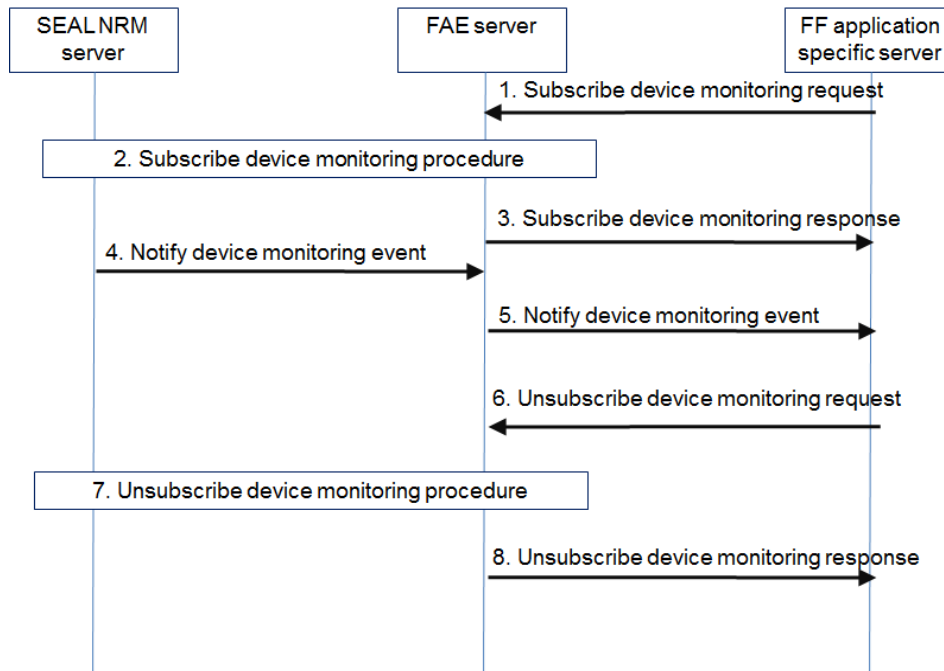 SEAL NRM
server
FAE server
FF application
specific server
1. Subscribe device monitoring request
2. Subscribe device monitoring procedure
3. Subscribe device monitoring response
4. Notify device monitoring event
5. Notify device monitoring event
6. Unsubscribe device monitoring request
7. Unsubscribe device monitoring procedure
8. Unsubscribe device monitoring response